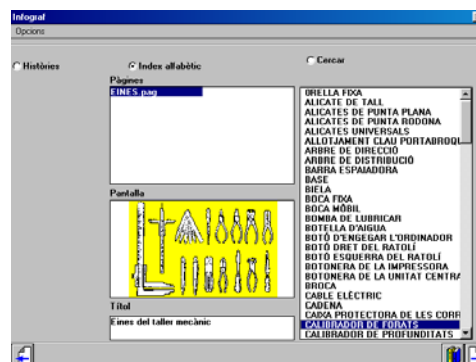 Infograf
Opcions
Històries
Index alfabètic
Cercar
Pàgines
EINES.pag
Pantalla
Títol
Eines del taller mecànic
ORELLA FIXA
ALICATE DE TALL
ALICATES DE PUNTA PLANA
ALICATES DE PUNTA RODONA
ALICATES UNIVERSALS
ALLOTJAMENT CLAU PORTABROQU
ARBRE DE DIRECCIÓ
ARBRE DE DISTRIBUCIÓ
BARRA ESPAIADORA
BASE
BIELA
BOCA FIXA
BOCA MÒBIL
BOMBA DE LUBRICAR
BOTELLA D'AIGUA
BOTÓ D'ENGEGAR L'ORDINADOR
BOTÓ DRET DEL RATOLÍ
BOTÓ ESQUERRA DEL RATOLÍ
BOTONERA DE LA IMPRESSORA
BOTONERA DE LA UNITAT CENTRA
BROCA
CABLE ELÈCTRIC
CADENA
CAIXA PROTECTORA DE LES CORR
CALIBRADOR DE FORATS
CALIBRADOR DE PROFUNDITATS